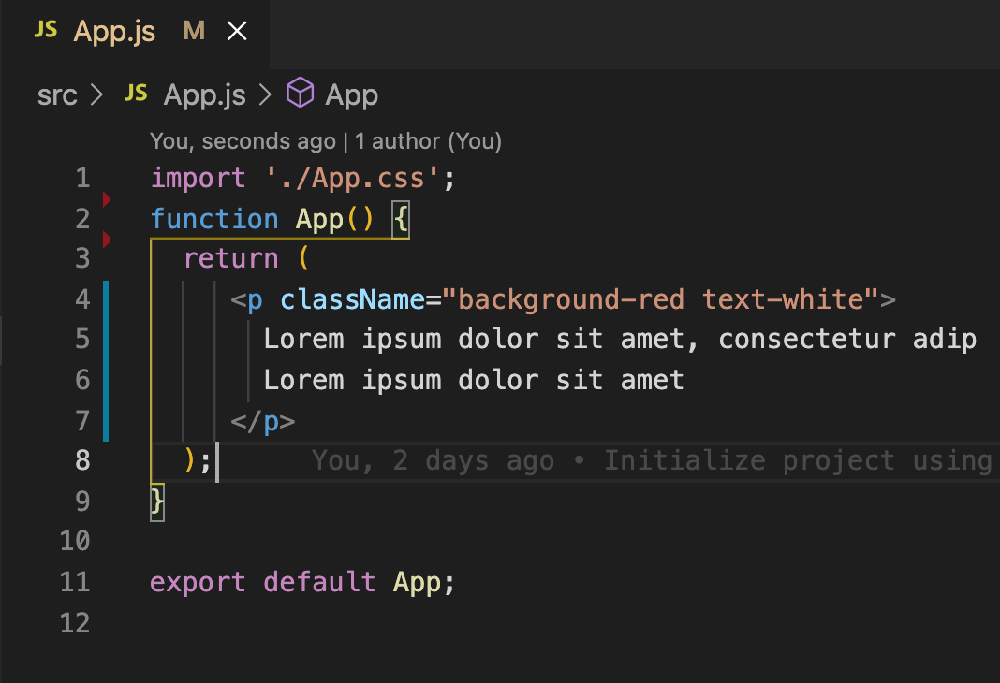 JS App.js M
src > JS App.js > App
You, seconds ago | 1 author (You)
1 import './App.css';
2 function App() {
3 return (
4 <p className="background-red text-white">
5 Lorem ipsum dolor sit amet, consectetur adip
6 Lorem ipsum dolor sit amet
7 </p>
8 ); You, 2 days ago • Initialize project using
9 }
10
11 export default App;
12